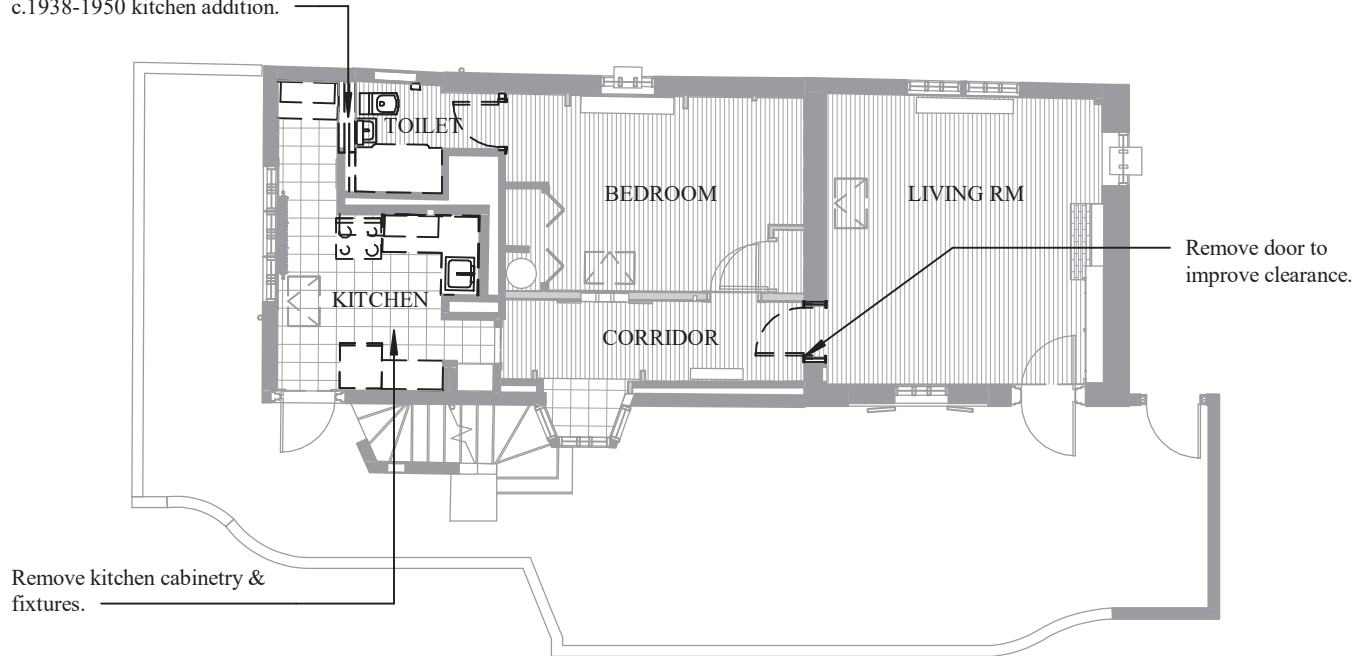 c.1938-1950 kitchen addition.
TOILET
BEDROOM
LIVING RM
Remove door to
improve clearance.
KITCHEN
CORRIDOR
Remove kitchen cabinetry &
fixtures.